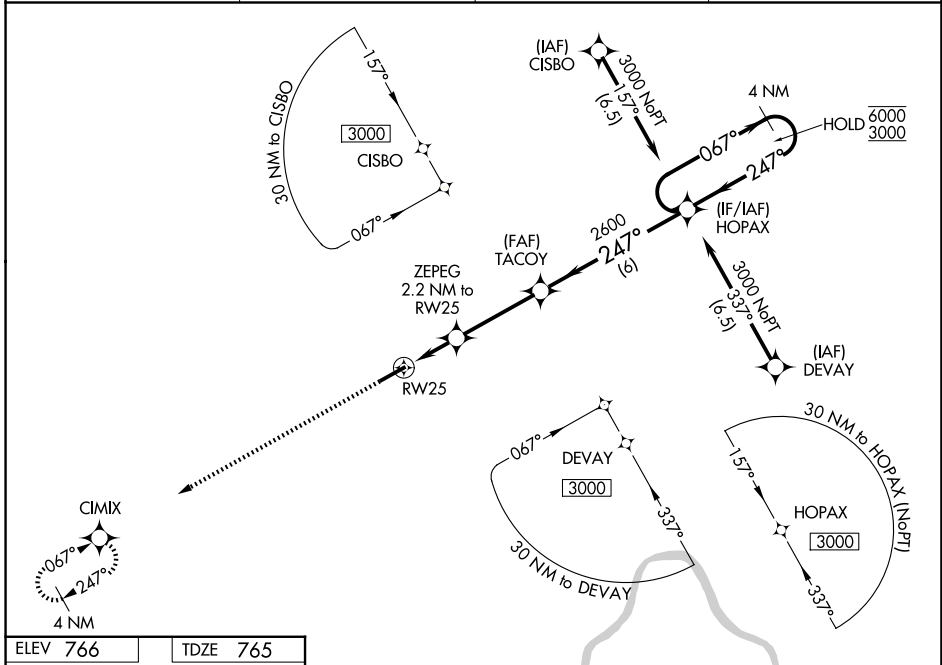 30 NM to CISBO
157°
3000
CISBO
067°
(IAF)
CISBO
3000 NoPT
157°
(6.5)
4 NM
067°
247°
HOLD
6000
3000
(IF/IAF)
HOPAX
2600
247°
(6)
(FAF)
TACOY
ZEPEG
2.2 NM to
RW25
RW25
3000 NoPT
337°
(6.5)
(IAF)
DEVAY
067°
DEVAY
3000
337°
30 NM to DEVAY
30 NM to HOPAX (NoPT)
157°
HOPAX
3000
337°
CIMIX
067°
247°
4 NM
ELEV 766
TDZE 765